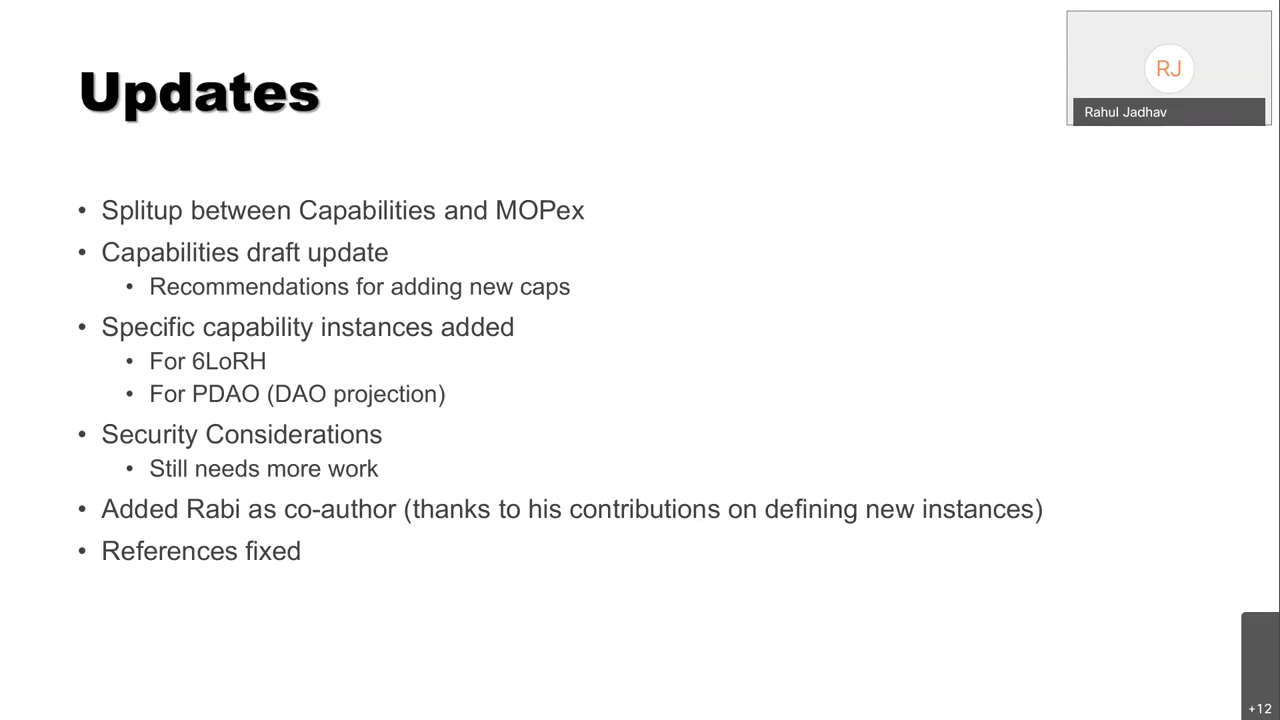 Updates
RJ
Rahul Jadhav
• Splitup between Capabilities and MOPex
• Capabilities draft update
• Recommendations for adding new caps
• Specific capability instances added
• For 6LoRH
• For PDAO (DAO projection)
• Security Considerations
• Still needs more work
• Added Rabi as co-author (thanks to his contributions on defining new instances)
• References fixed
+12